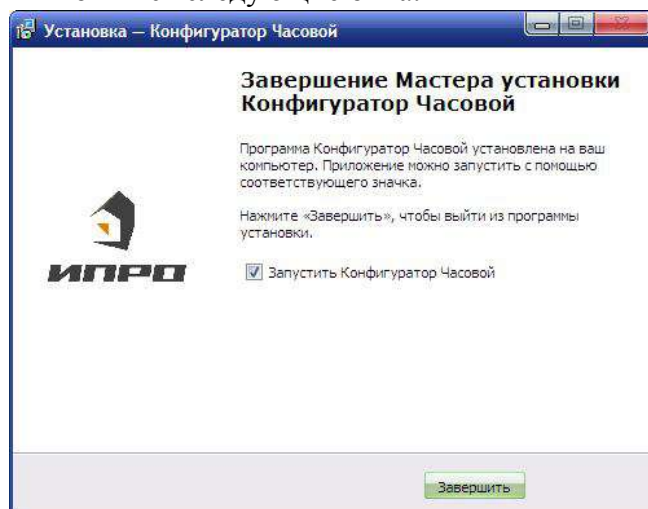 Установка — Конфигуратор Часовой
Завершение Мастера установки
Конфигуратор Часовой
Программа Конфигуратор Часовой установлена на ваш
компьютер. Приложение можно запустить с помощью
соответствующего значка.
Нажмите «Завершить», чтобы выйти из программы
установки.
ИПРО
Запустить Конфигуратор Часовой
Завершить